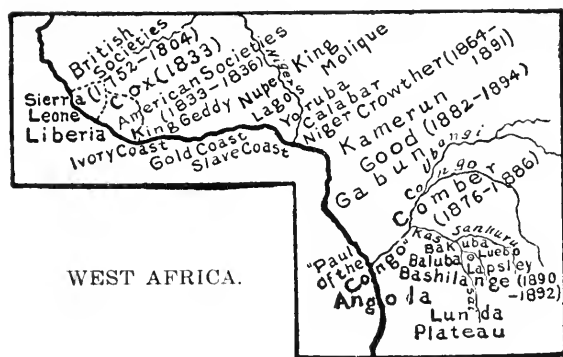 British
Societies
(1752–1804)
Cox (1833)
American Societies
(1833–1836)
King
Geddy
Nupe
King
Molique
Niger
Sierra
Leone
Liberia
Ivory Coast
Gold Coast
Slave Coast
Lagos
Yoruba
Calabar
Niger Crowther (1864–
1891)
Kamerun
Good (1882–1894)
Gabun
Ubangi
Congo
Comber
(1876–1886)
"Paul
of the
Congo"
Angola
Kas
sai
Sankuru
Bakuba
Luebo
Baluba
Lapsley
Bashilange
(1890
–1892)
Lunda
Plateau
WEST AFRICA.